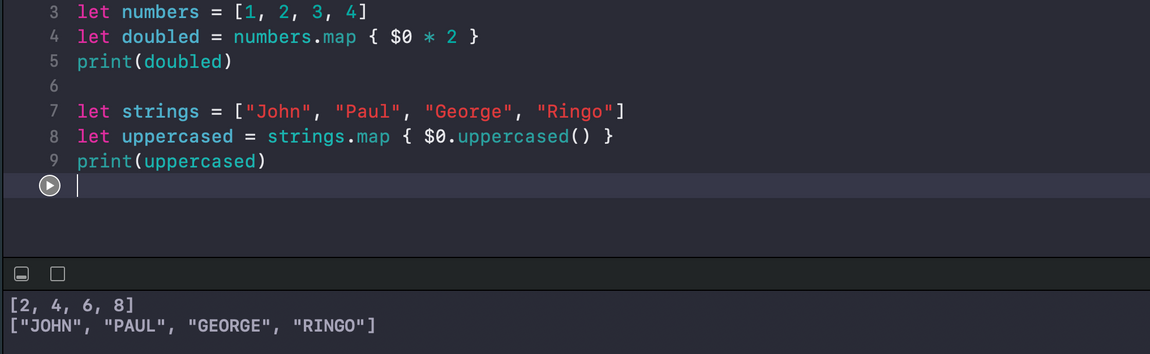 3 let numbers = [1, 2, 3, 4]
4 let doubled = numbers.map { $0 * 2 }
5 print(doubled)
6
7 let strings = ["John", "Paul", "George", "Ringo"]
8 let uppercased = strings.map { $0.uppercased() }
9 print(uppercased)
[2, 4, 6, 8]
["JOHN", "PAUL", "GEORGE", "RINGO"]